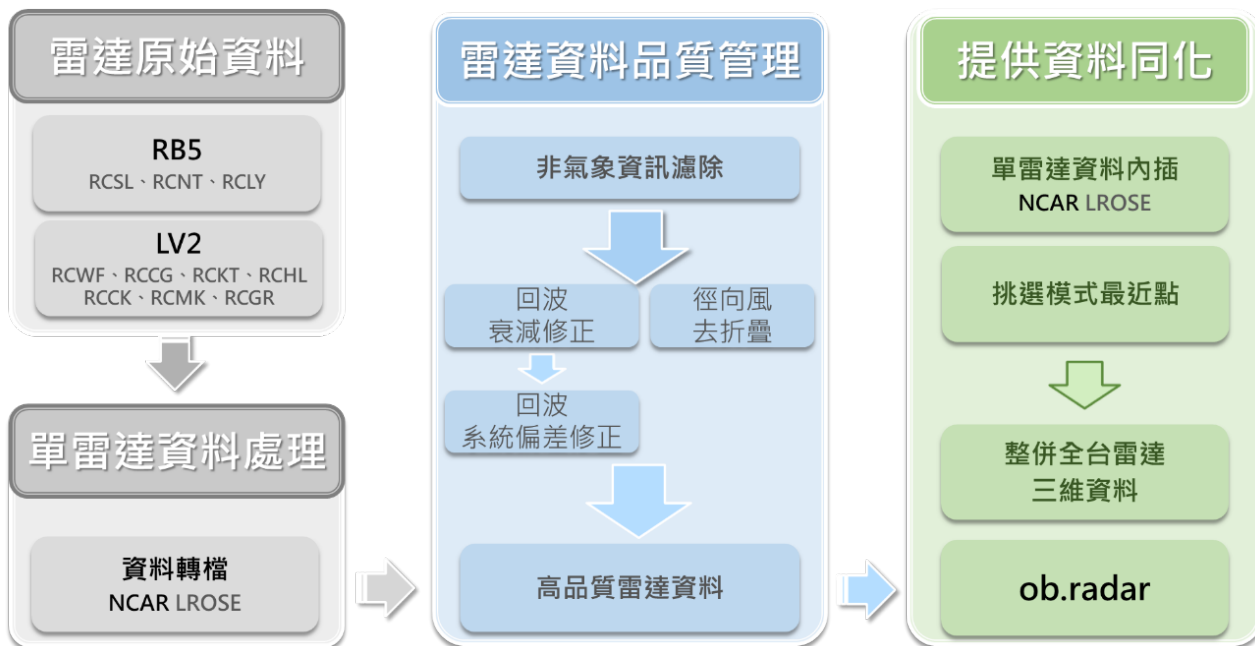 雷達原始資料
RB5
RCSL、RCNT、RCLY
LV2
RCWF、RCCG、RCKT、RCHL
RCCK、RCMK、RCGR
單雷達資料處理
資料轉檔
NCAR LROSE
雷達資料品質管理
非氣象資訊濾除
回波
衰減修正
徑向風
去折疊
回波
系統偏差修正
高品質雷達資料
提供資料同化
單雷達資料內插
NCAR LROSE
挑選模式最近點
整併全台雷達
三維資料
ob.radar